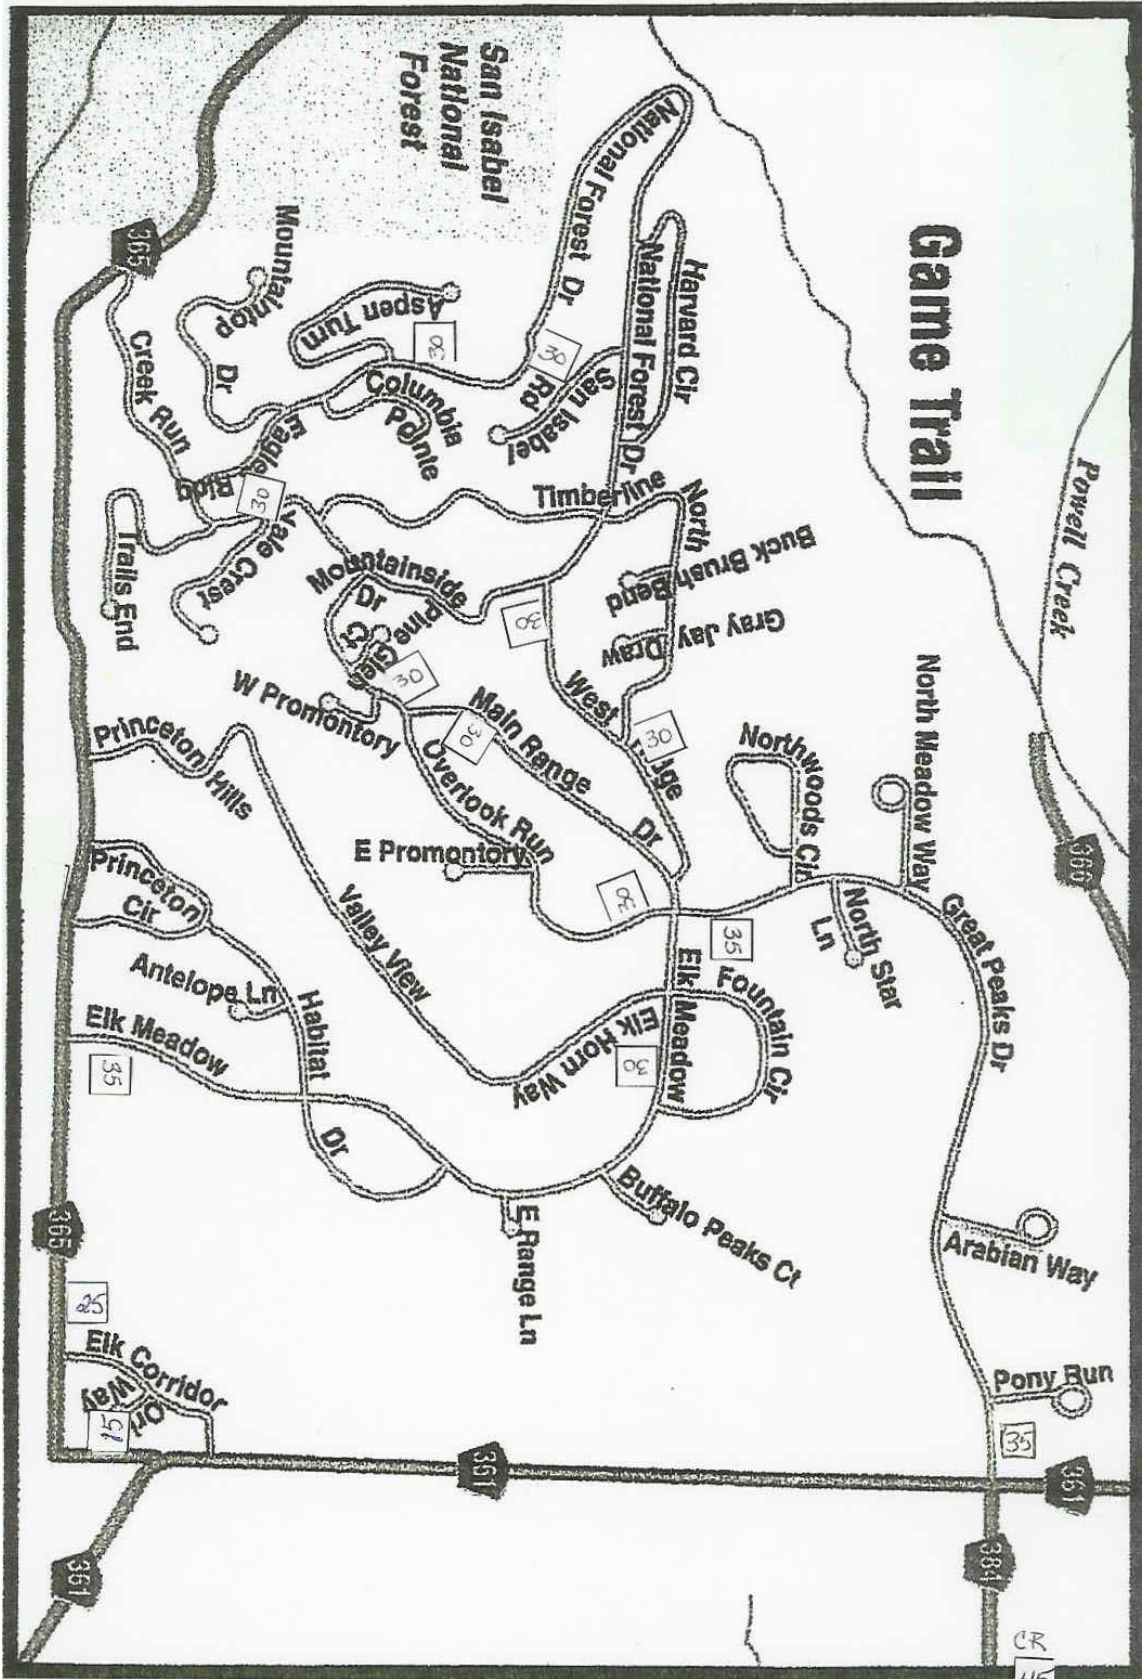 San Isabel
National
Forest
Game Trail
Powell Creek
National Forest Dr
Harvard Cir
National Forest Dr
Mountaintop
Dr
Aspen Turn
30
30
San Isabel
Rd
Columbia
Pointe
365
Creek Run
Eagle
Ridg
30
Yale Crest
Trails End
Timberline
North
Buck Brush Bend
Gray Jay Draw
Mountainside
Dr
Pine
Glen
Ct
30
30
W Promontory
West
30
Main Range
Dr
30
Overlook Run
E Promontory
30
Northwoods Cir
North Meadow Way
366
North Star
Ln
Great Peaks Dr
35
Princeton
Hills
Princeton
Cir
Valley View
Antelope Ln
Habitat
Dr
Elk Meadow
35
Elk Meadow
Fountain Cir
Elk Horn Way
30
Buffalo Peaks Ct
E Range Ln
Arabian Way
Pony Run
35
365
25
Elk Corridor
Way
15
361
361
361
384
CR